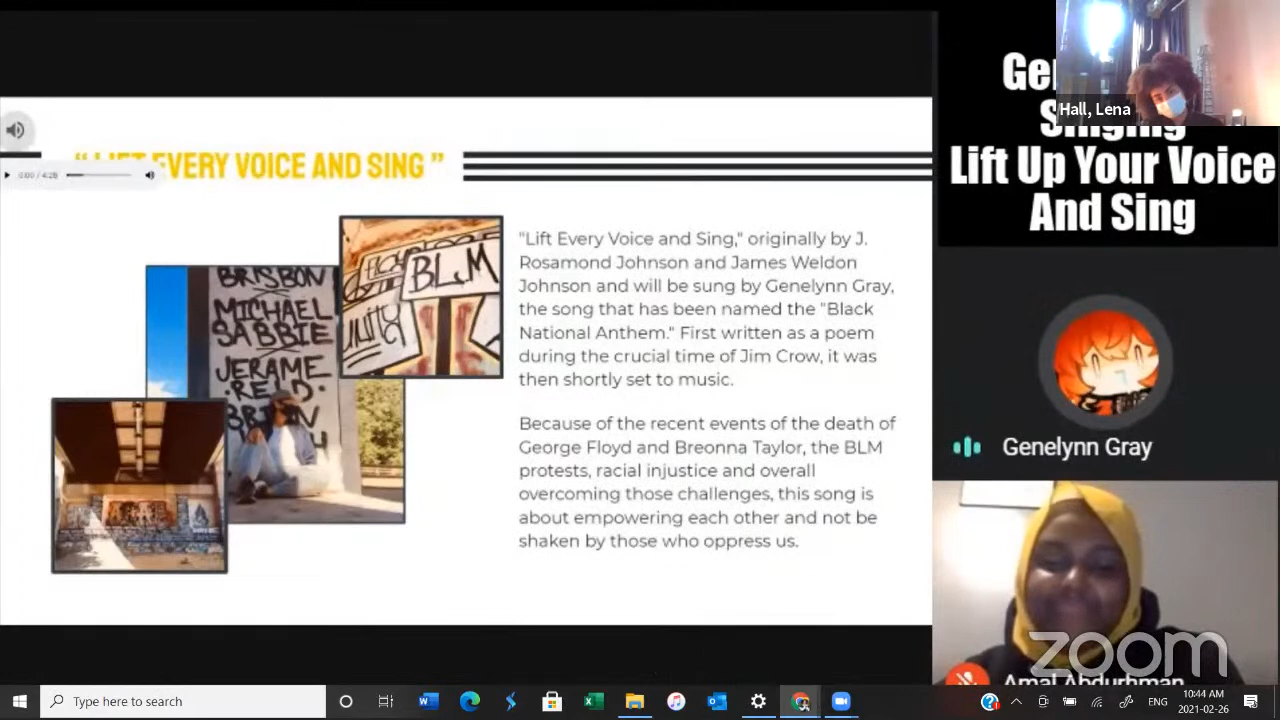 " LIFT EVERY VOICE AND SING "
0:00 / 4:28
"Lift Every Voice and Sing," originally by J.
Rosamond Johnson and James Weldon
Johnson and will be sung by Genelynn Gray,
the song that has been named the "Black
National Anthem." First written as a poem
during the crucial time of Jim Crow, it was
then shortly set to music.
Because of the recent events of the death of
George Floyd and Breonna Taylor, the BLM
protests, racial injustice and overall
overcoming those challenges, this song is
about empowering each other and not be
shaken by those who oppress us.
BRISBON
MICHAEL
SABBIE
JERAME
REID
BLM
Hall, Lena
Singing
Lift Up Your Voice
And Sing
Genelynn Gray
Amal Abdurhman
zoom
Type here to search
ENG
10:44 AM
2021-02-26